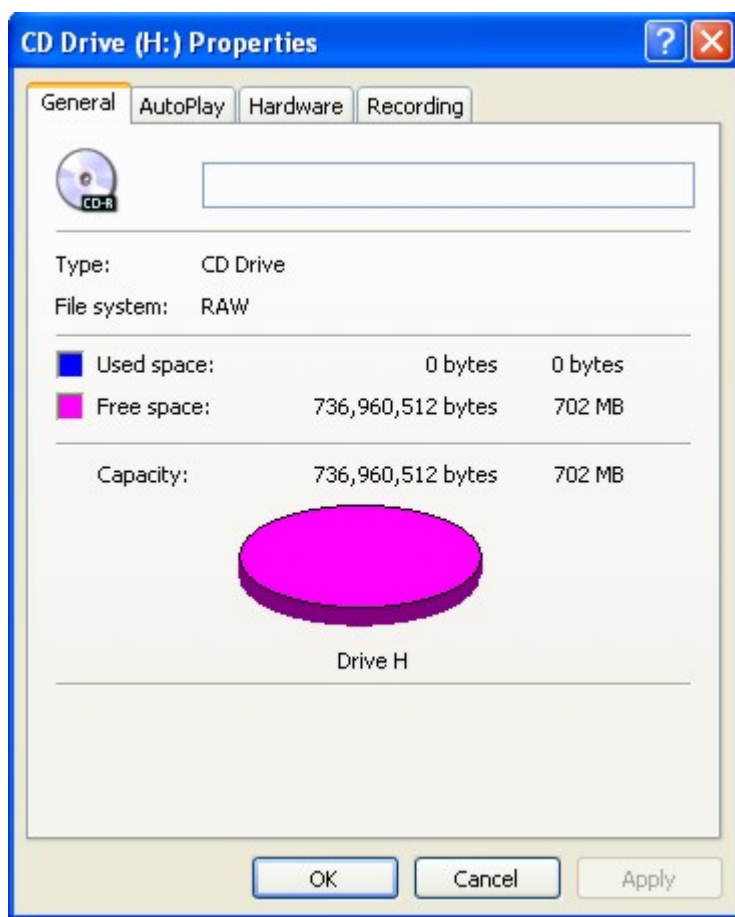 CD Drive (H:) Properties
General AutoPlay Hardware Recording
CD-R
Type: CD Drive
File system: RAW
Used space: 0 bytes 0 bytes
Free space: 736,960,512 bytes 702 MB
Capacity: 736,960,512 bytes 702 MB
Drive H
OK Cancel Apply